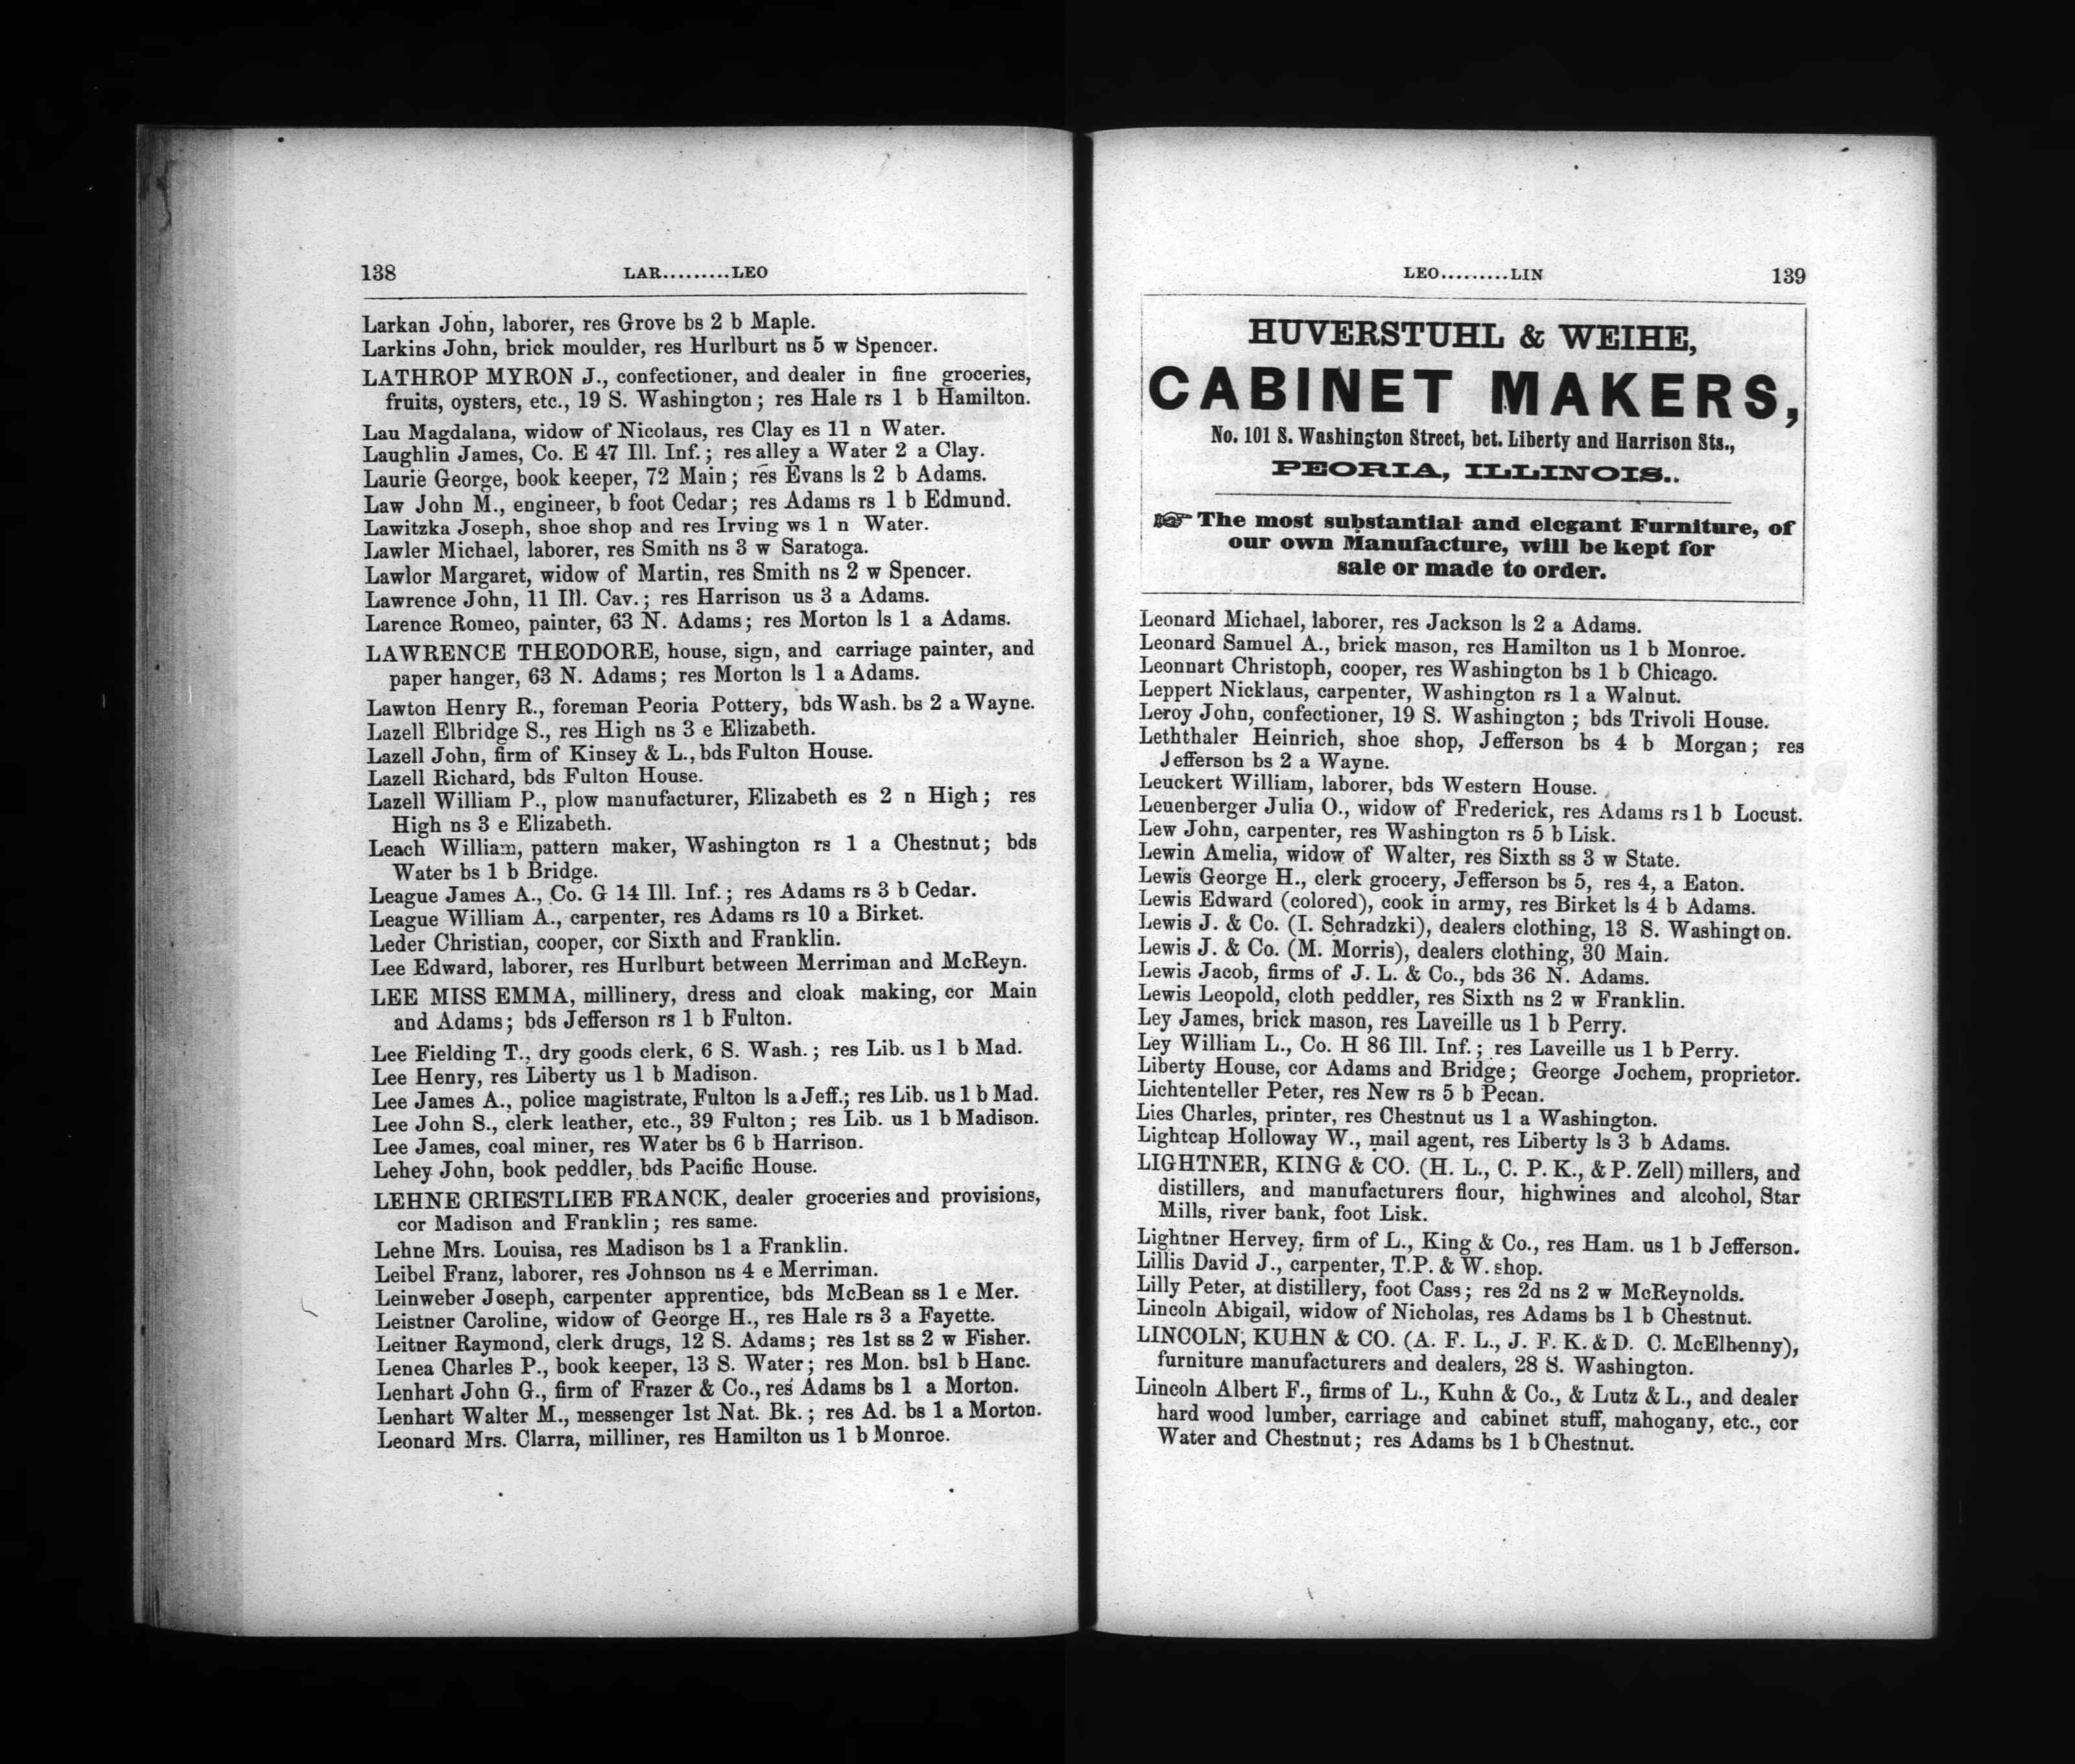 138
LAR.........LEO
Larkan John, laborer, res Grove bs 2 b Maple.
Larkins John, brick moulder, res Hurlburt ns 5 w Spencer.
LATHROP MYRON J., confectioner, and dealer in fine groceries,
fruits, oysters, etc., 19 S. Washington; res Hale rs 1 b Hamilton.
Lau Magdalana, widow of Nicolaus, res Clay es 11 n Water.
Laughlin James, Co. E 47 Ill. Inf.; res alley a Water 2 a Clay.
Laurie George, book keeper, 72 Main; res Evans ls 2 b Adams.
Law John M., engineer, b foot Cedar; res Adams rs 1 b Edmund.
Lawitzka Joseph, shoe shop and res Irving ws 1 n Water.
Lawler Michael, laborer, res Smith ns 3 w Saratoga.
Lawlor Margaret, widow of Martin, res Smith ns 2 w Spencer.
Lawrence John, 11 Ill. Cav.; res Harrison us 3 a Adams.
Larence Romeo, painter, 63 N. Adams; res Morton ls 1 a Adams.
LAWRENCE THEODORE, house, sign, and carriage painter, and
paper hanger, 63 N. Adams; res Morton ls 1 a Adams.
Lawton Henry R., foreman Peoria Pottery, bds Wash. bs 2 a Wayne.
Lazell Elbridge S., res High ns 3 e Elizabeth.
Lazell John, firm of Kinsey & L., bds Fulton House.
Lazell Richard, bds Fulton House.
Lazell William P., plow manufacturer, Elizabeth es 2 n High; res
High ns 3 e Elizabeth.
Leach William, pattern maker, Washington rs 1 a Chestnut; bds
Water bs 1 b Bridge.
League James A., Co. G 14 Ill. Inf.; res Adams rs 3 b Cedar.
League William A., carpenter, res Adams rs 10 a Birket.
Leder Christian, cooper, cor Sixth and Franklin.
Lee Edward, laborer, res Hurlburt between Merriman and McReyn.
LEE MISS EMMA, millinery, dress and cloak making, cor Main
and Adams; bds Jefferson rs 1 b Fulton.
Lee Fielding T., dry goods clerk, 6 S. Wash.; res Lib. us 1 b Mad.
Lee Henry, res Liberty us 1 b Madison.
Lee James A., police magistrate, Fulton ls a Jeff.; res Lib. us 1 b Mad.
Lee John S., clerk leather, etc., 39 Fulton; res Lib. us 1 b Madison.
Lee James, coal miner, res Water bs 6 b Harrison.
Lehey John, book peddler, bds Pacific House.
LEHNE CRIESTLIEB FRANCK, dealer groceries and provisions,
cor Madison and Franklin; res same.
Lehne Mrs. Louisa, res Madison bs 1 a Franklin.
Leibel Franz, laborer, res Johnson ns 4 e Merriman.
Leinweber Joseph, carpenter apprentice, bds McBean ss 1 e Mer.
Leistner Caroline, widow of George H., res Hale rs 3 a Fayette.
Leitner Raymond, clerk drugs, 12 S. Adams; res 1st ss 2 w Fisher.
Lenea Charles P., book keeper, 13 S. Water; res Mon. bs1 b Hanc.
Lenhart John G., firm of Frazer & Co., res Adams bs 1 a Morton.
Lenhart Walter M., messenger 1st Nat. Bk.; res Ad. bs 1 a Morton.
Leonard Mrs. Clarra, milliner, res Hamilton us 1 b Monroe.
LEO.........LIN
139
HUVERSTUHL & WEIHE,
CABINET MAKERS,
No. 101 S. Washington Street, bet. Liberty and Harrison Sts.,
PEORIA, ILLINOIS..
☞ The most substantial and elegant Furniture, of
our own Manufacture, will be kept for
sale or made to order.
Leonard Michael, laborer, res Jackson ls 2 a Adams.
Leonard Samuel A., brick mason, res Hamilton us 1 b Monroe.
Leonnart Christoph, cooper, res Washington bs 1 b Chicago.
Leppert Nicklaus, carpenter, Washington rs 1 a Walnut.
Leroy John, confectioner, 19 S. Washington; bds Trivoli House.
Leththaler Heinrich, shoe shop, Jefferson bs 4 b Morgan; res
Jefferson bs 2 a Wayne.
Leuckert William, laborer, bds Western House.
Leuenberger Julia O., widow of Frederick, res Adams rs 1 b Locust.
Lew John, carpenter, res Washington rs 5 b Lisk.
Lewin Amelia, widow of Walter, res Sixth ss 3 w State.
Lewis George H., clerk grocery, Jefferson bs 5, res 4, a Eaton.
Lewis Edward (colored), cook in army, res Birket ls 4 b Adams.
Lewis J. & Co. (I. Schradzki), dealers clothing, 13 S. Washington.
Lewis J. & Co. (M. Morris), dealers clothing, 30 Main.
Lewis Jacob, firms of J. L. & Co., bds 36 N. Adams.
Lewis Leopold, cloth peddler, res Sixth ns 2 w Franklin.
Ley James, brick mason, res Laveille us 1 b Perry.
Ley William L., Co. H 86 Ill. Inf.; res Laveille us 1 b Perry.
Liberty House, cor Adams and Bridge; George Jochem, proprietor.
Lichtenteller Peter, res New rs 5 b Pecan.
Lies Charles, printer, res Chestnut us 1 a Washington.
Lightcap Holloway W., mail agent, res Liberty ls 3 b Adams.
LIGHTNER, KING & CO. (H. L., C. P. K., & P. Zell) millers, and
distillers, and manufacturers flour, highwines and alcohol, Star
Mills, river bank, foot Lisk.
Lightner Hervey, firm of L., King & Co., res Ham. us 1 b Jefferson.
Lillis David J., carpenter, T.P. & W. shop.
Lilly Peter, at distillery, foot Cass; res 2d ns 2 w McReynolds.
Lincoln Abigail, widow of Nicholas, res Adams bs 1 b Chestnut.
LINCOLN, KUHN & CO. (A. F. L., J. F. K. & D. C. McElhenny),
furniture manufacturers and dealers, 28 S. Washington.
Lincoln Albert F., firms of L., Kuhn & Co., & Lutz & L., and dealer
hard wood lumber, carriage and cabinet stuff, mahogany, etc., cor
Water and Chestnut; res Adams bs 1 b Chestnut.